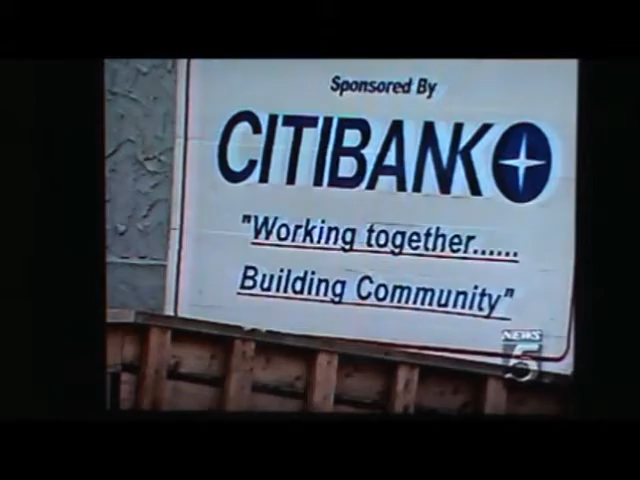 Sponsored By
CITIBANK
"Working together......
Building Community"
NEWS
5